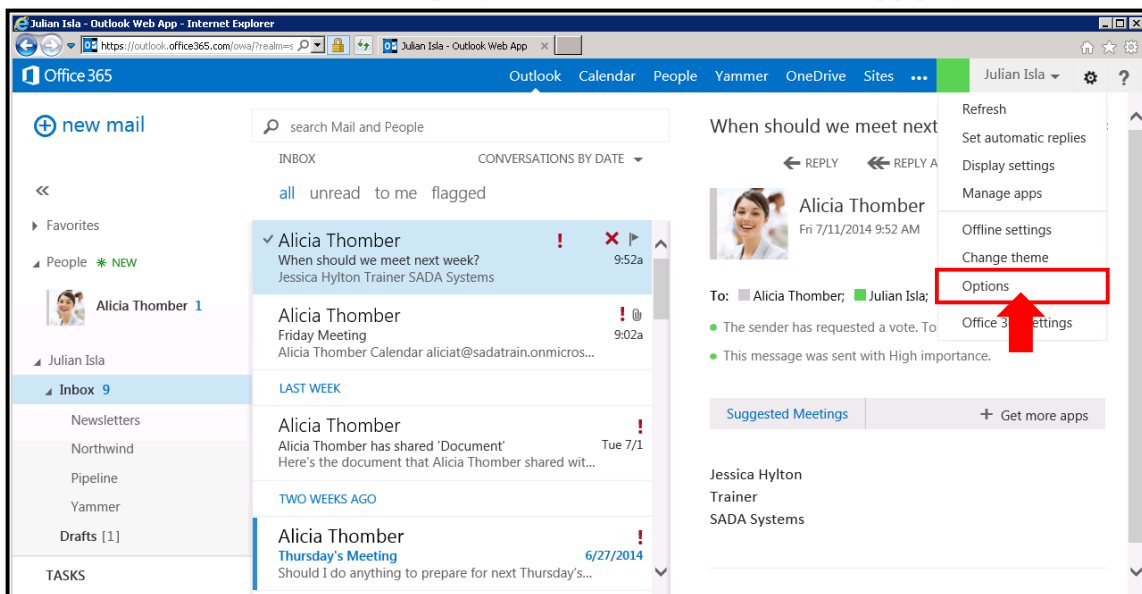 Julian Isla - Outlook Web App - Internet Explorer
https://outlook.office365.com/owa/?realm=s
Julian Isla - Outlook Web App
Office 365
Outlook Calendar People Yammer OneDrive Sites ••• Julian Isla ?
new mail
«
Favorites
People NEW
Alicia Thomber 1
Julian Isla
Inbox 9
Newsletters
Northwind
Pipeline
Yammer
Drafts [1]
TASKS
search Mail and People
INBOX CONVERSATIONS BY DATE
all unread to me flagged
Alicia Thomber !
When should we meet next week? 9:52a
Jessica Hylton Trainer SADA Systems
Alicia Thomber !
Friday Meeting 9:02a
Alicia Thomber Calendar aliciat@sadatrain.onmicros...
LAST WEEK
Alicia Thomber !
Alicia Thomber has shared 'Document' Tue 7/1
Here's the document that Alicia Thomber shared wit...
TWO WEEKS AGO
Alicia Thomber !
Thursday's Meeting 6/27/2014
Should I do anything to prepare for next Thursday's...
When should we meet next
REPLY REPLY A
Alicia Thomber
Fri 7/11/2014 9:52 AM
To: Alicia Thomber; Julian Isla;
The sender has requested a vote. To
This message was sent with High importance.
Suggested Meetings + Get more apps
Jessica Hylton
Trainer
SADA Systems
Refresh
Set automatic replies
Display settings
Manage apps
Offline settings
Change theme
Options
Office 3 ettings